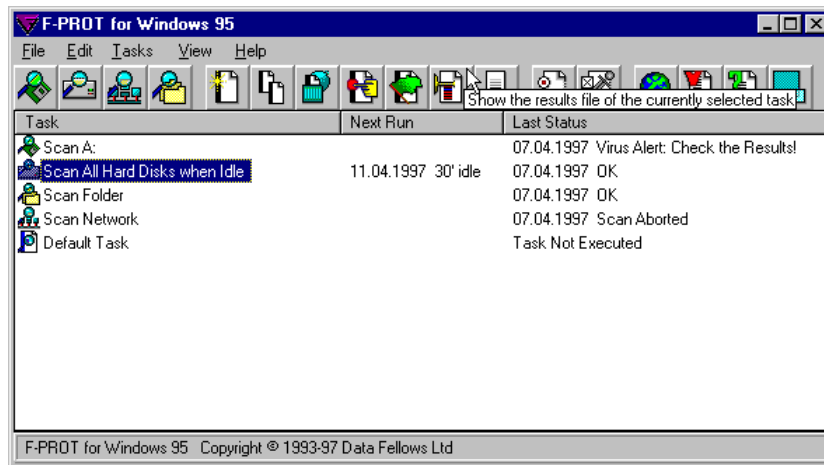 F-PROT for Windows 95
File Edit Tasks View Help
Show the results file of the currently selected task
Task Next Run Last Status
Scan A: 07.04.1997 Virus Alert: Check the Results!
Scan All Hard Disks when Idle 11.04.1997 30' idle 07.04.1997 OK
Scan Folder 07.04.1997 OK
Scan Network 07.04.1997 Scan Aborted
Default Task Task Not Executed
F-PROT for Windows 95 Copyright © 1993-97 Data Fellows Ltd